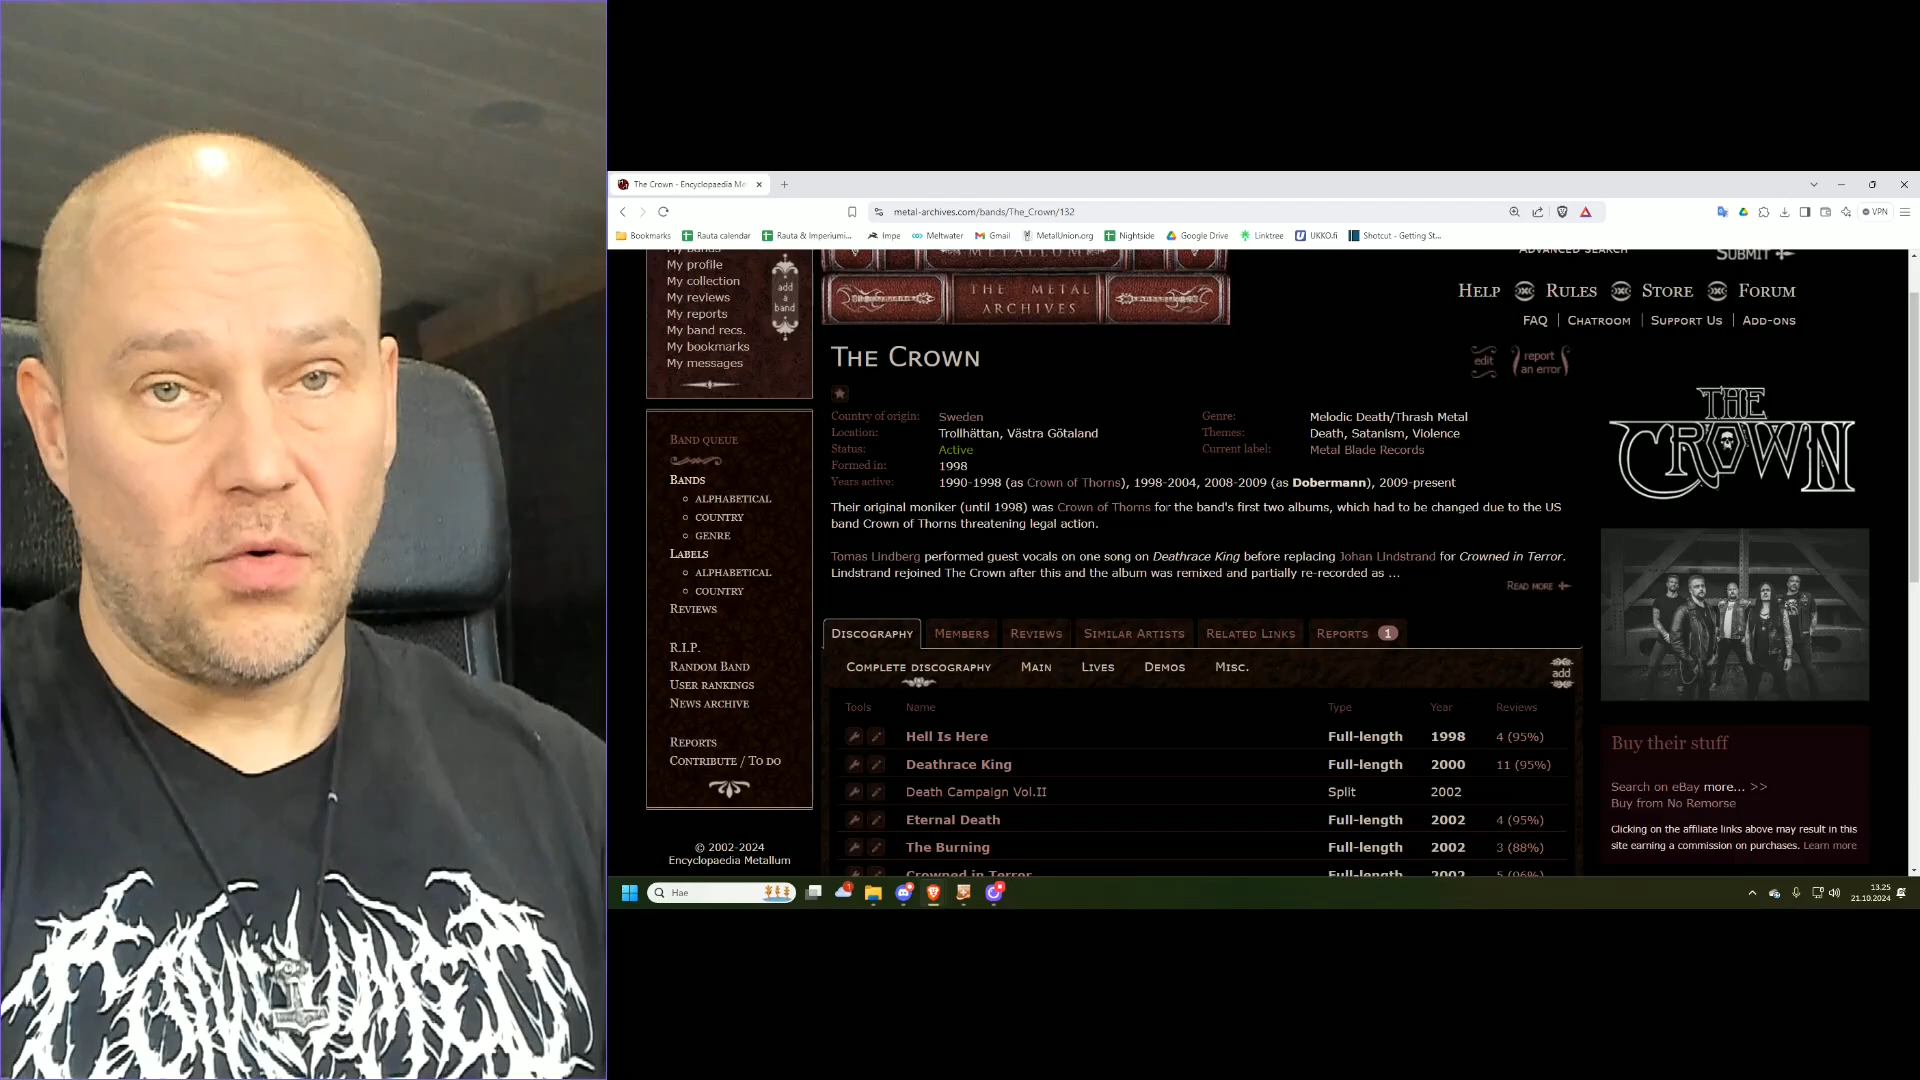 The Crown - Encyclopaedia Me
metal-archives.com/bands/The_Crown/132
VPN
Bookmarks
Rauta calendar
Rauta & Imperiumi...
Impe
Meltwater
Gmail
MetalUnion.org
Nightside
Google Drive
Linktree
UKKO.fi
Shotcut - Getting St...
My profile
My collection
My reviews
My reports
My band recs.
My bookmarks
My messages
add
a
band
METALLUM
THE METAL
ARCHIVES
Advanced search
Submit
Help
Rules
Store
Forum
FAQ
Chatroom
Support Us
Add-ons
The Crown
edit
report
an error
Country of origin: Sweden
Location: Trollhättan, Västra Götaland
Status: Active
Formed in: 1998
Genre: Melodic Death/Thrash Metal
Themes: Death, Satanism, Violence
Current label: Metal Blade Records
Years active: 1990-1998 (as Crown of Thorns), 1998-2004, 2008-2009 (as Dobermann), 2009-present
Their original moniker (until 1998) was Crown of Thorns for the band's first two albums, which had to be changed due to the US
band Crown of Thorns threatening legal action.
Tomas Lindberg performed guest vocals on one song on Deathrace King before replacing Johan Lindstrand for Crowned in Terror.
Lindstrand rejoined The Crown after this and the album was remixed and partially re-recorded as ...
Read more
THE
CROWN
Band queue
Bands
Alphabetical
Country
Genre
Labels
Alphabetical
Country
Reviews
R.I.P.
Random Band
User rankings
News archive
Reports
Contribute / To do
© 2002-2024
Encyclopaedia Metallum
Discography
Members
Reviews
Similar Artists
Related Links
Reports 1
Complete discography
Main
Lives
Demos
Misc.
add
Tools Name Type Year Reviews
Hell Is Here Full-length 1998 4 (95%)
Deathrace King Full-length 2000 11 (95%)
Death Campaign Vol.II Split 2002
Eternal Death Full-length 2002 4 (95%)
The Burning Full-length 2002 3 (88%)
Crowned in Terror Full-length 2002 5 (96%)
Buy their stuff
Search on eBay more... >>
Buy from No Remorse
Clicking on the affiliate links above may result in this
site earning a commission on purchases. Learn more
Hae
13.25
21.10.2024